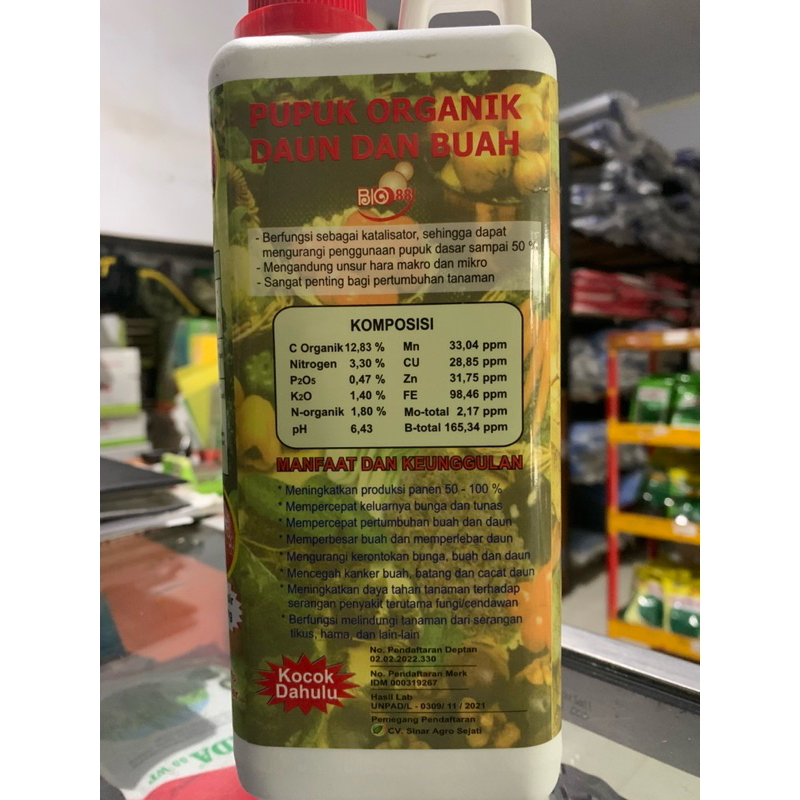 PUPUK ORGANIK
DAUN DAN BUAH
BIO 88
- Berfungsi sebagai katalisator, sehingga dapat
mengurangi penggunaan pupuk dasar sampai 50 %
- Mengandung unsur hara makro dan mikro
- Sangat penting bagi pertumbuhan tanaman
KOMPOSISI
C Organik 12,83 % Mn 33,04 ppm
Nitrogen 3,30 % CU 28,85 ppm
P2O5 0,47 % Zn 31,75 ppm
K2O 1,40 % FE 98,46 ppm
N-organik 1,80 % Mo-total 2,17 ppm
pH 6,43 B-total 165,34 ppm
MANFAAT DAN KEUNGGULAN
* Meningkatkan produksi panen 50 - 100 %
* Mempercepat keluarnya bunga dan tunas
* Mempercepat pertumbuhan buah dan daun
* Memperbesar buah dan memperlebar daun
* Mengurangi kerontokan bunga, buah dan daun
* Mencegah kanker buah, batang dan cacat daun
* Meningkatkan daya tahan tanaman terhadap
serangan penyakit terutama fungi/cendawan
* Berfungsi melindungi tanaman dari serangan
tikus, hama, dan lain-lain
Kocok
Dahulu
No. Pendaftaran Deptan
02.02.2022.330
No. Pendaftaran Merk
IDM 000319267
Hasil Lab
UNPAD/L - 0309/ 11 / 2021
Pemegang Pendaftaran
CV. Sinar Agro Sejati